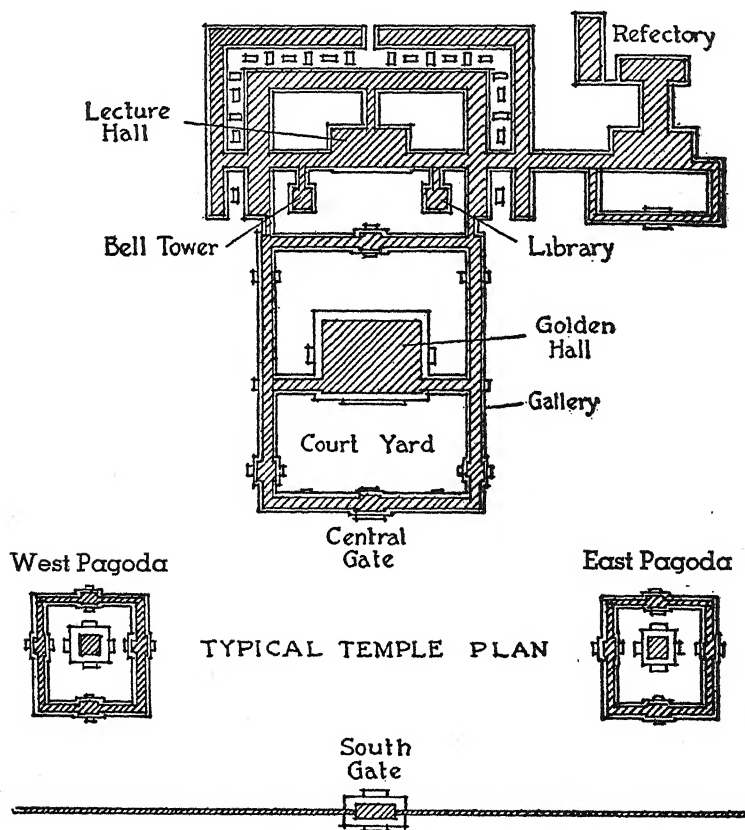 Refectory
Lecture
Hall
Bell Tower
Library
Golden
Hall
Gallery
Court Yard
Central
Gate
West Pagoda
East Pagoda
TYPICAL TEMPLE PLAN
South
Gate